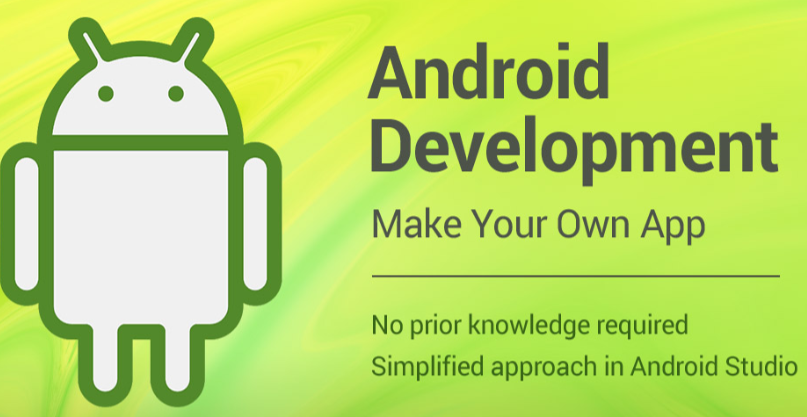 Android
Development
Make Your Own App
No prior knowledge required
Simplified approach in Android Studio